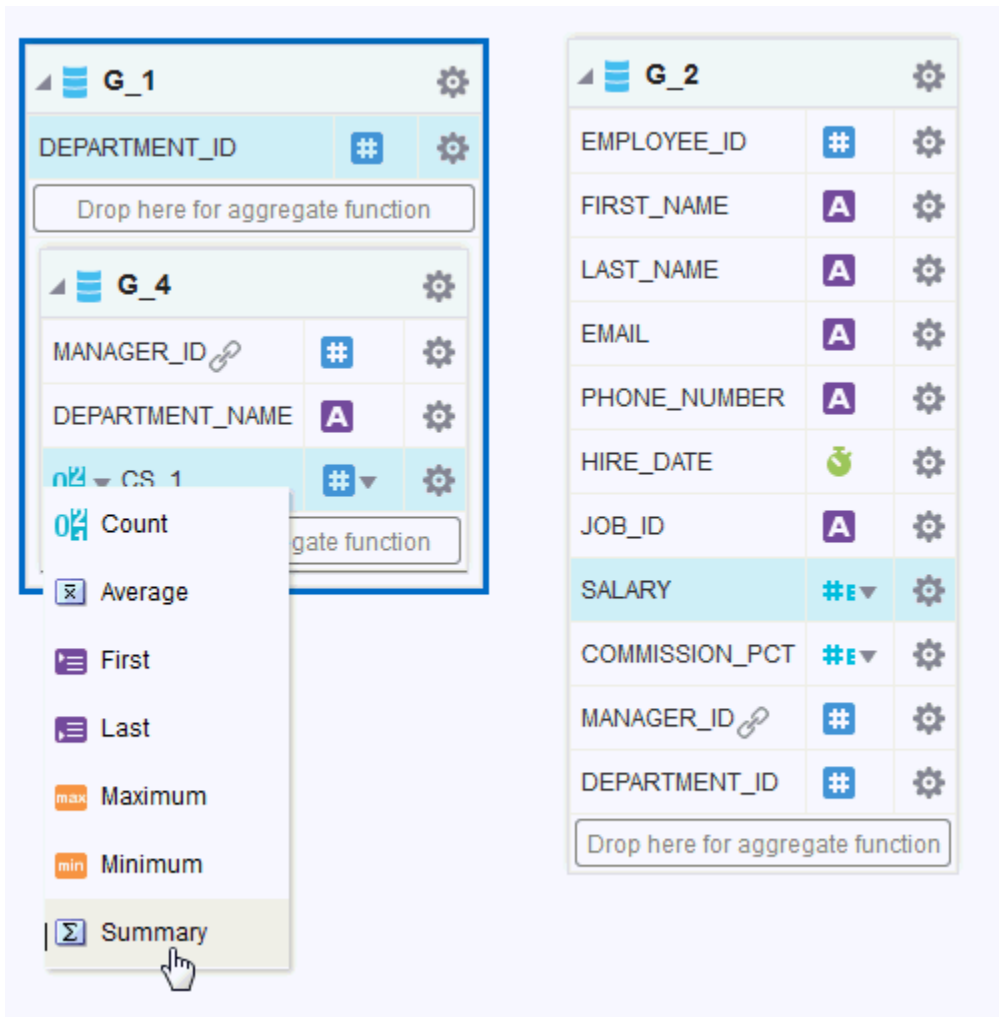 G_1
DEPARTMENT_ID #
Drop here for aggregate function
G_4
MANAGER_ID #
DEPARTMENT_NAME A
CS_1 #
gate function
Count
x̄ Average
First
Last
max Maximum
min Minimum
Σ Summary
G_2
EMPLOYEE_ID #
FIRST_NAME A
LAST_NAME A
EMAIL A
PHONE_NUMBER A
HIRE_DATE
JOB_ID A
SALARY #E
COMMISSION_PCT #E
MANAGER_ID #
DEPARTMENT_ID #
Drop here for aggregate function